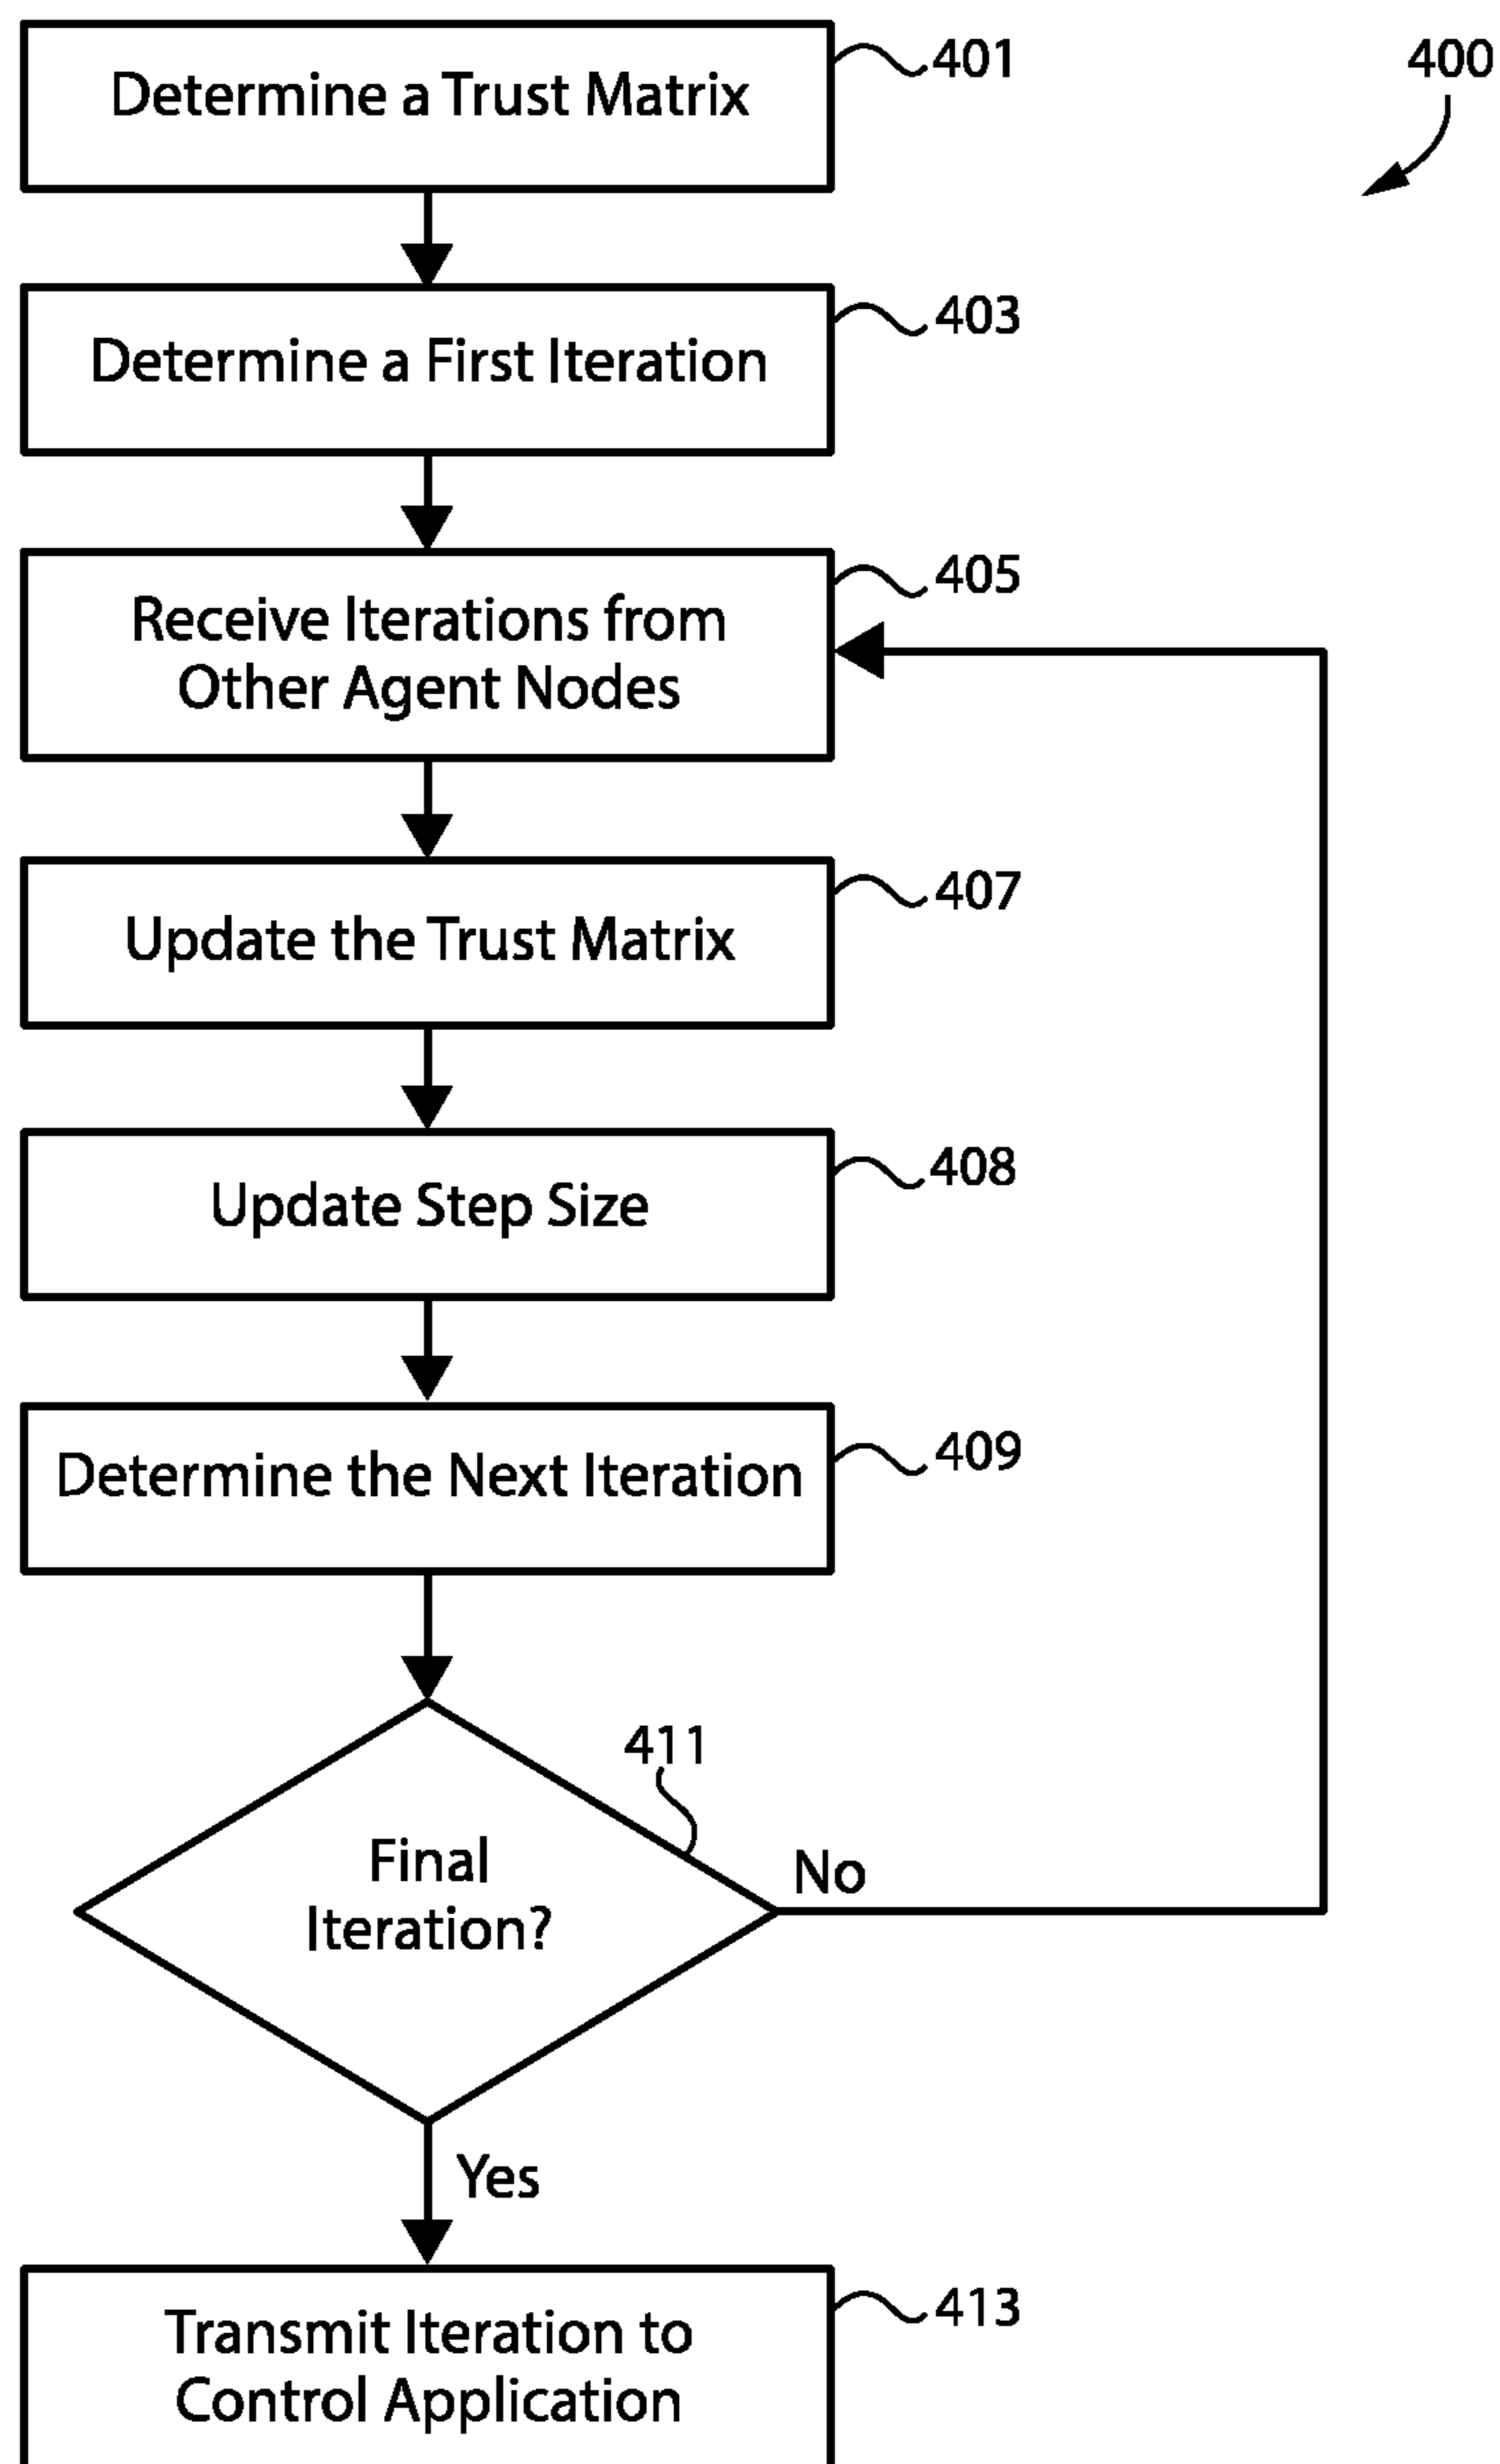 Determine a Trust Matrix
401
400
Determine a First Iteration
403
Receive Iterations from
Other Agent Nodes
405
Update the Trust Matrix
407
Update Step Size
408
Determine the Next Iteration
409
411
Final
Iteration?
No
Yes
Transmit Iteration to
Control Application
413